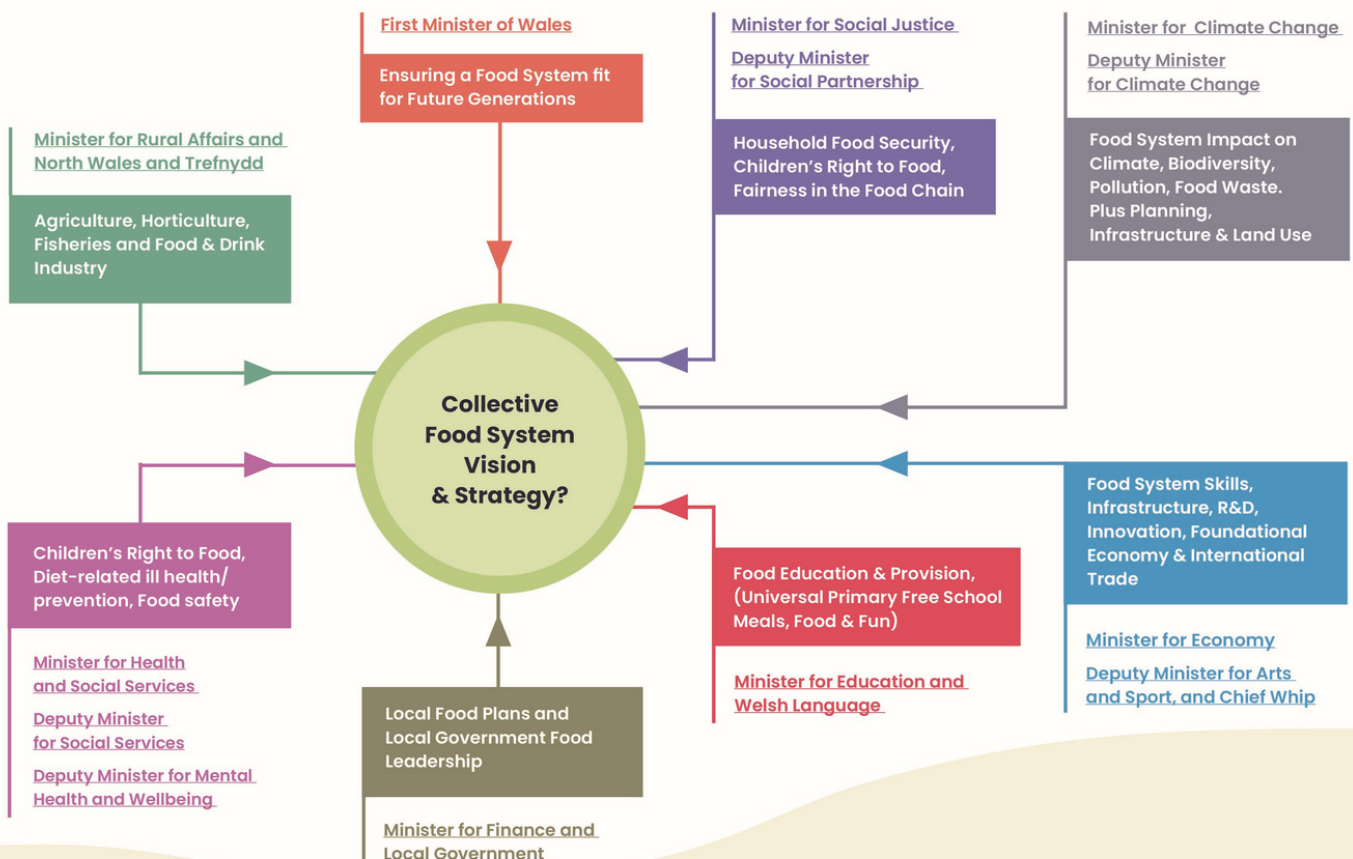 First Minister of Wales
Ensuring a Food System fit
for Future Generations
Minister for Social Justice
Deputy Minister
for Social Partnership
Household Food Security,
Children's Right to Food,
Fairness in the Food Chain
Minister for Climate Change
Deputy Minister
for Climate Change
Food System Impact on
Climate, Biodiversity,
Pollution, Food Waste.
Plus Planning,
Infrastructure & Land Use
Minister for Rural Affairs and
North Wales and Trefnydd
Agriculture, Horticulture,
Fisheries and Food & Drink
Industry
Collective
Food System
Vision
& Strategy?
Children's Right to Food,
Diet-related ill health/
prevention, Food safety
Minister for Health
and Social Services
Deputy Minister
for Social Services
Deputy Minister for Mental
Health and Wellbeing
Local Food Plans and
Local Government Food
Leadership
Minister for Finance and
Local Government
Food Education & Provision,
(Universal Primary Free School
Meals, Food & Fun)
Minister for Education and
Welsh Language
Food System Skills,
Infrastructure, R&D,
Innovation, Foundational
Economy & International
Trade
Minister for Economy
Deputy Minister for Arts
and Sport, and Chief Whip